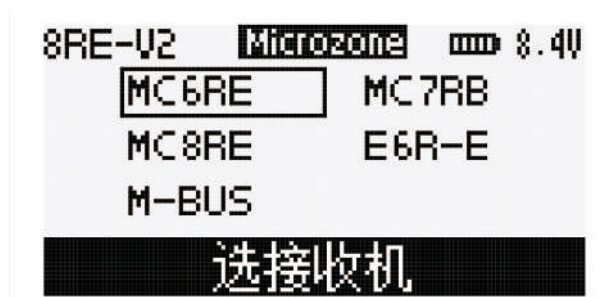 8RE-V2 Microzone 8.4V
MC6RE MC7RB
MC8RE E6R-E
M-BUS
选接收机